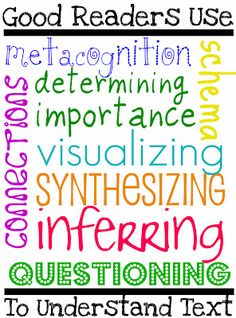 Good Readers Use
metacognition
schema
connections
determining
importance
visualizing
SYNTHESIZING
inferring
QUESTIONING
To Understand Text